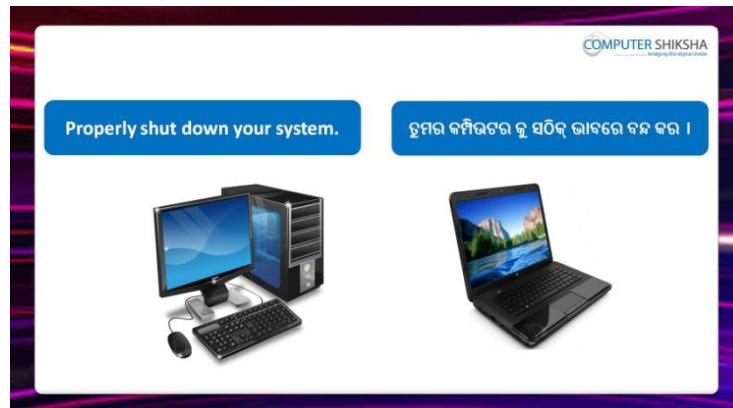 COMPUTER SHIKSHA
bridging the digital divide
Properly shut down your system.
ତୁମର କମ୍ପିଉଟର କୁ ସଠିକ୍ ଭାବରେ ବନ୍ଦ କର ।